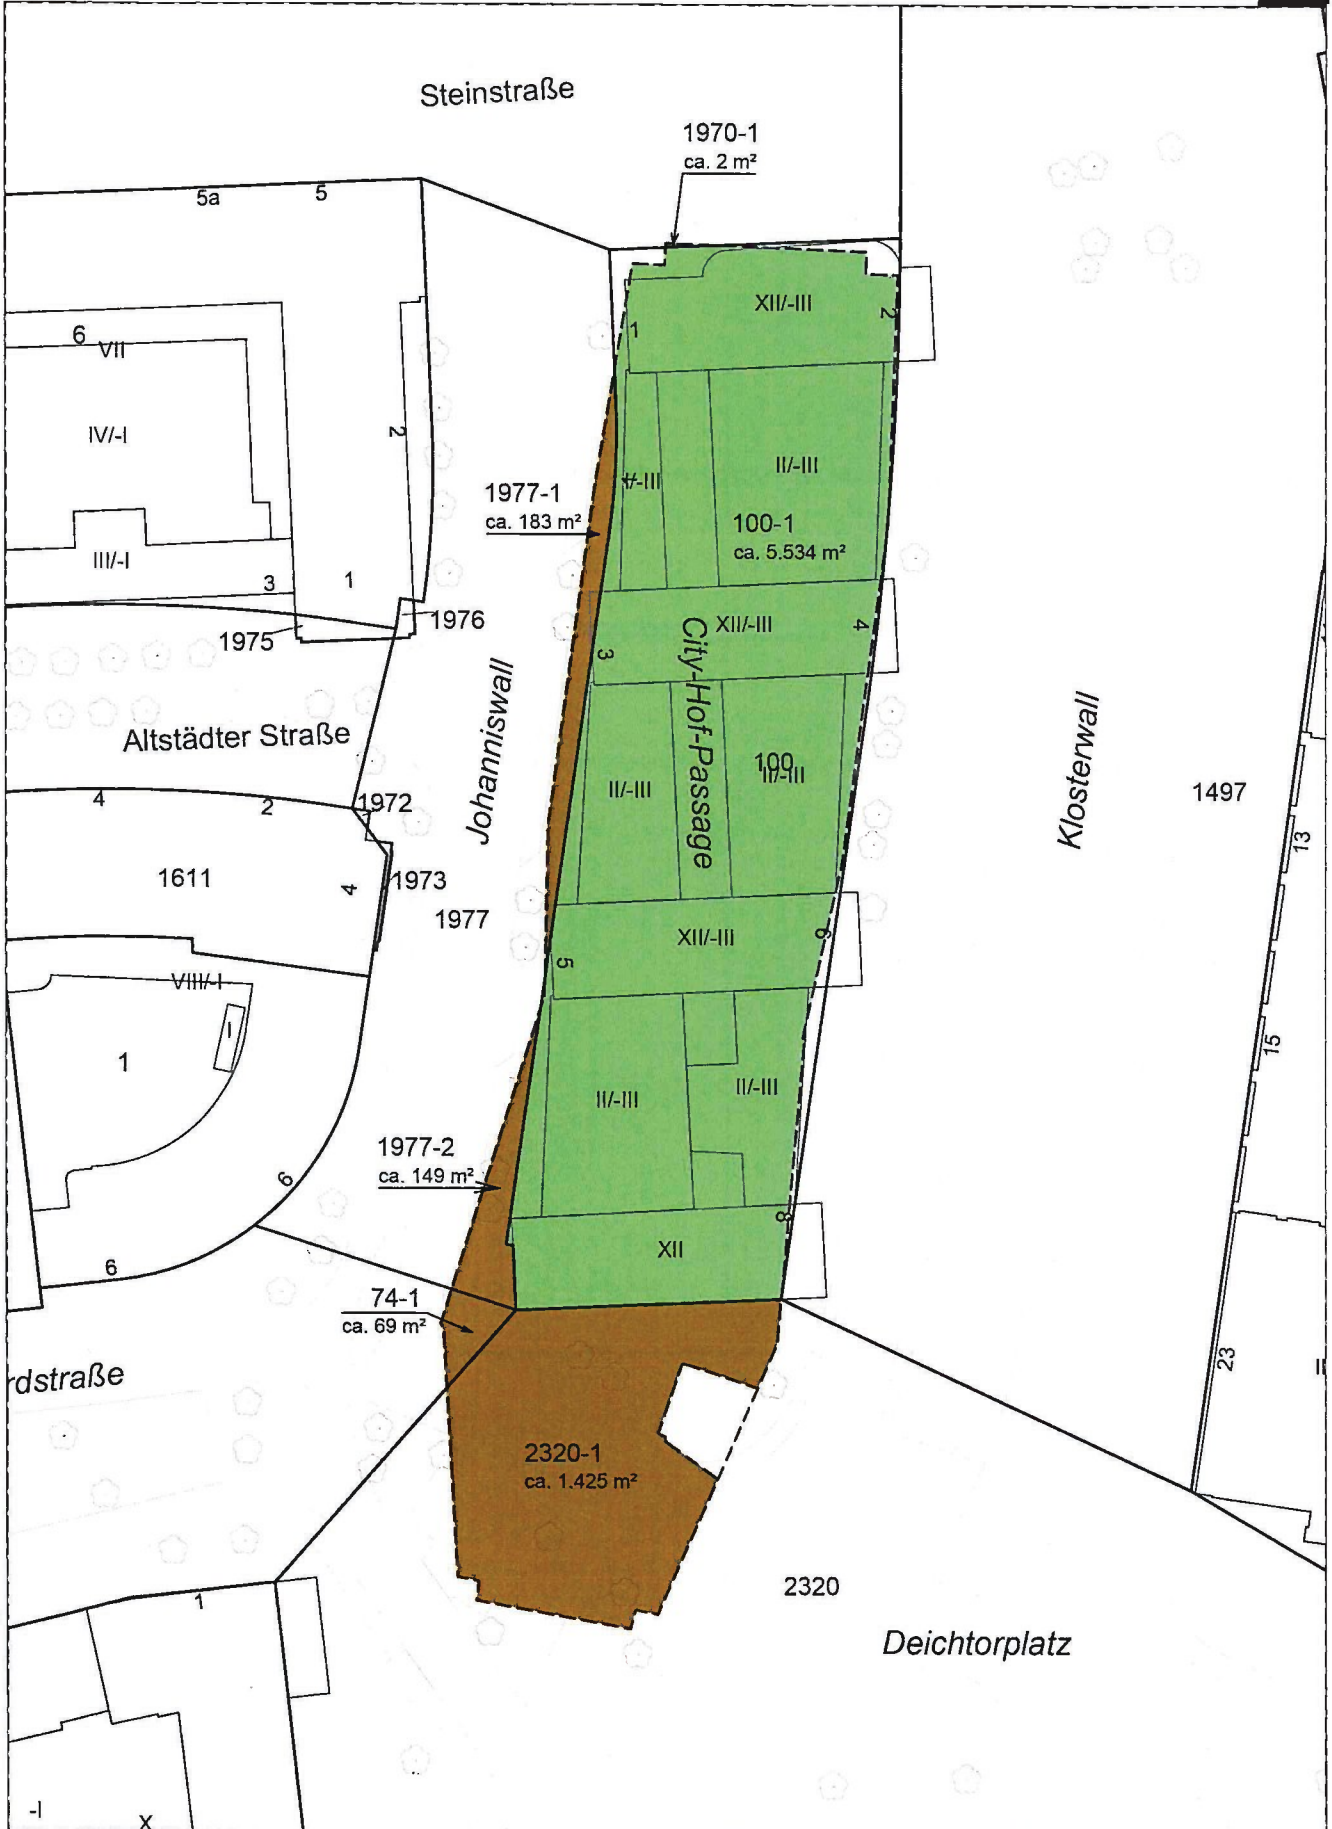 Steinstraße
1970-1
ca. 2 m²
5a
5
XII/-III
1
2
6
VII
IV/-I
2
II/-III
1977-1
ca. 183 m²
100-1
ca. 5.534 m²
III/-I
3
1
1975
1976
XII/-III
4
3
City-Hof-Passage
Johanniswall
Altstädter Straße
Klosterwall
100
II/-III
II/-III
1497
4
2
1972
13
1611
4
1973
1977
XII/-III
6
5
VIII/-I
I
1
15
II/-III
II/-III
1977-2
ca. 149 m²
6
8
XII
6
74-1
ca. 69 m²
rdstraße
23
2320-1
ca. 1.425 m²
2320
1
Deichtorplatz
-I
X